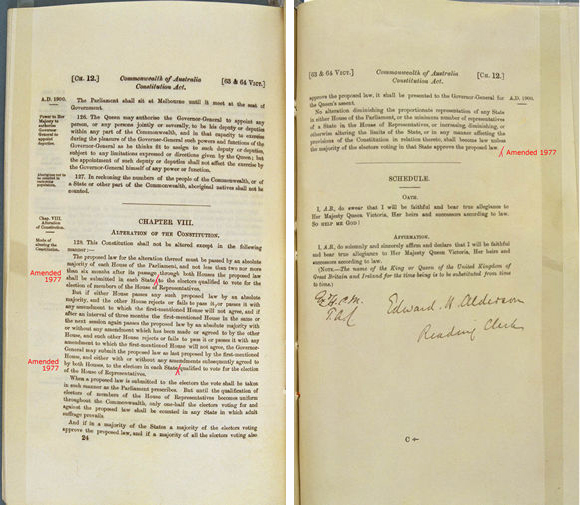 [CH. 12.] Commonwealth of Australia [63 & 64 VICT.]
Constitution Act.
A.D. 1900.
The Parliament shall sit at Melbourne until it meet at the seat of
Government.
Power to Her
Majesty to
authorise
Governor-
General to
appoint
deputies.
126. The Queen may authorise the Governor-General to appoint any
person, or any persons jointly or severally, to be his deputy or deputies
within any part of the Commonwealth, and in that capacity to exercise
during the pleasure of the Governor-General such powers and functions of the
Governor-General as he thinks fit to assign to such deputy or deputies,
subject to any limitations expressed or directions given by the Queen; but
the appointment of such deputy or deputies shall not affect the exercise by
the Governor-General himself of any power or function.
Aborigines not to
be counted in
reckoning
population.
127. In reckoning the numbers of the people of the Commonwealth, or of
a State or other part of the Commonwealth, aboriginal natives shall not be
counted.
Chap. VIII.
Alteration
of Constitution.
CHAPTER VIII.
ALTERATION OF THE CONSTITUTION.
Mode of
altering the
Constitution.
128. This Constitution shall not be altered except in the following
manner:—
The proposed law for the alteration thereof must be passed by an absolute
majority of each House of the Parliament, and not less than two nor more
than six months after its passage through both Houses the proposed law
shall be submitted in each State to the electors qualified to vote for the
election of members of the House of Representatives.
Amended
1977
But if either House passes any such proposed law by an absolute
majority, and the other House rejects or fails to pass it, or passes it with
any amendment to which the first-mentioned House will not agree, and if
after an interval of three months the first-mentioned House in the same or
the next session again passes the proposed law by an absolute majority with
or without any amendment which has been made or agreed to by the other
House, and such other House rejects or fails to pass it or passes it with any
amendment to which the first-mentioned House will not agree, the Governor-
General may submit the proposed law as last proposed by the first-mentioned
House, and either with or without any amendments subsequently agreed to
by both Houses, to the electors in each State qualified to vote for the election
of the House of Representatives.
Amended
1977
When a proposed law is submitted to the electors the vote shall be taken
in such manner as the Parliament prescribes. But until the qualification of
electors of members of the House of Representatives becomes uniform
throughout the Commonwealth, only one-half the electors voting for and
against the proposed law shall be counted in any State in which adult
suffrage prevails.
And if in a majority of the States a majority of the electors voting
approve the proposed law, and if a majority of all the electors voting also
24
[63 & 64 VICT.] Commonwealth of Australia [CH. 12.]
Constitution Act.
approve the proposed law, it shall be presented to the Governor-General for
the Queen's assent.
A.D. 1900.
No alteration diminishing the proportionate representation of any State
in either House of the Parliament, or the minimum number of representatives
of a State in the House of Representatives, or increasing, diminishing, or
otherwise altering the limits of the State, or in any manner affecting the
provisions of the Constitution in relation thereto, shall become law unless
the majority of the electors voting in that State approve the proposed law.
Amended 1977
SCHEDULE.
OATH.
I, A.B., do swear that I will be faithful and bear true allegiance to
Her Majesty Queen Victoria, Her heirs and successors according to law.
SO HELP ME GOD!
AFFIRMATION.
I, A.B., do solemnly and sincerely affirm and declare that I will be faithful
and bear true allegiance to Her Majesty Queen Victoria, Her heirs and
successors according to law.
(NOTE.—The name of the King or Queen of the United Kingdom of
Great Britain and Ireland for the time being is to be substituted from time
to time.)
Edward H. Alderson
Reading Clerk